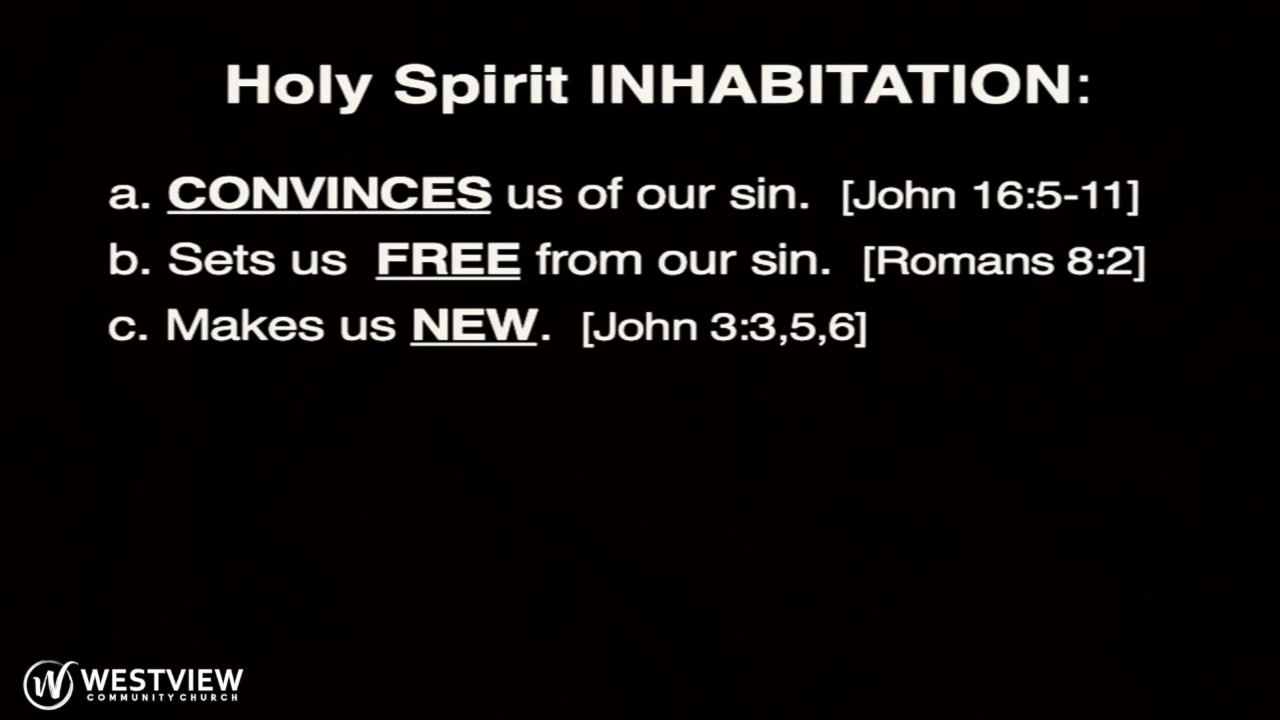 Holy Spirit INHABITATION:
a. CONVINCES us of our sin. [John 16:5-11]
b. Sets us FREE from our sin. [Romans 8:2]
c. Makes us NEW. [John 3:3,5,6]
WESTVIEW
COMMUNITY CHURCH